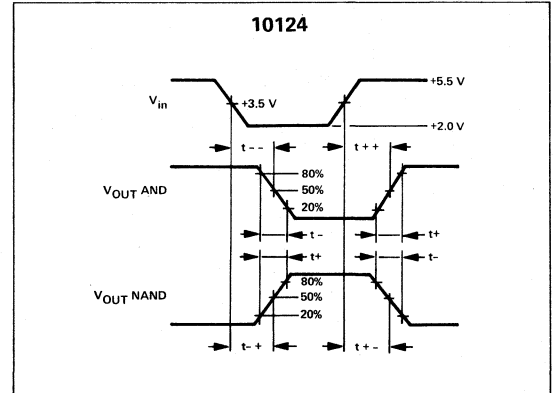 10124
+5.5 V
V_in
+3.5 V
+2.0 V
t - -
t + +
80%
V_OUT AND
50%
20%
t -
t+
t+
t-
80%
V_OUT NAND
50%
20%
t- +
t + -